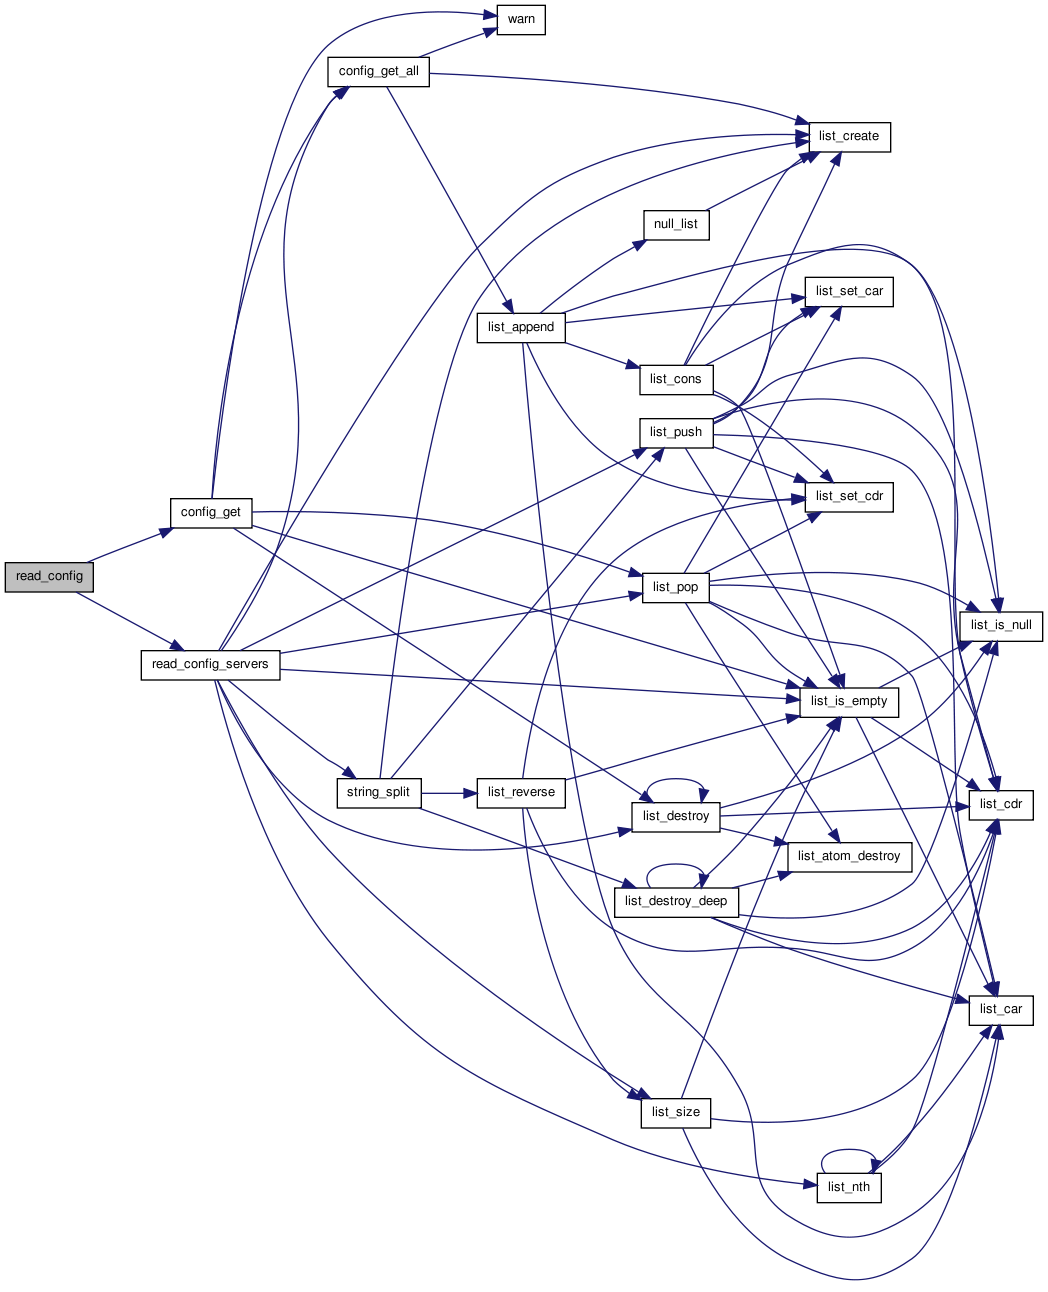 warn
config_get_all
list_create
null_list
list_set_car
list_append
list_cons
list_push
list_set_cdr
config_get
read_config
list_pop
list_is_null
read_config_servers
list_is_empty
string_split
list_reverse
list_cdr
list_destroy
list_atom_destroy
list_destroy_deep
list_car
list_size
list_nth